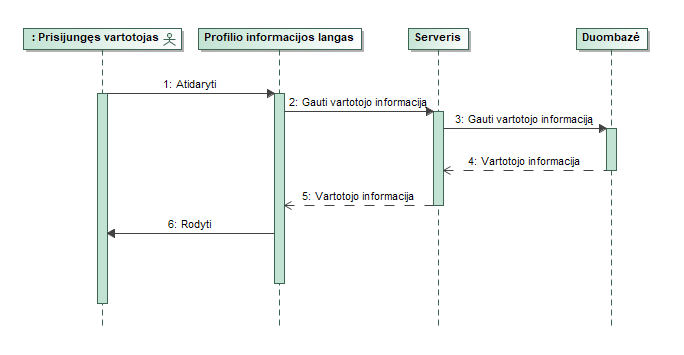 : Prisijungęs vartotojas
Profilio informacijos langas
Serveris
Duombazė
1: Atidaryti
2: Gauti vartotojo informaciją
3: Gauti vartotojo informaciją
4: Vartotojo informacija
5: Vartotojo informacija
6: Rodyti